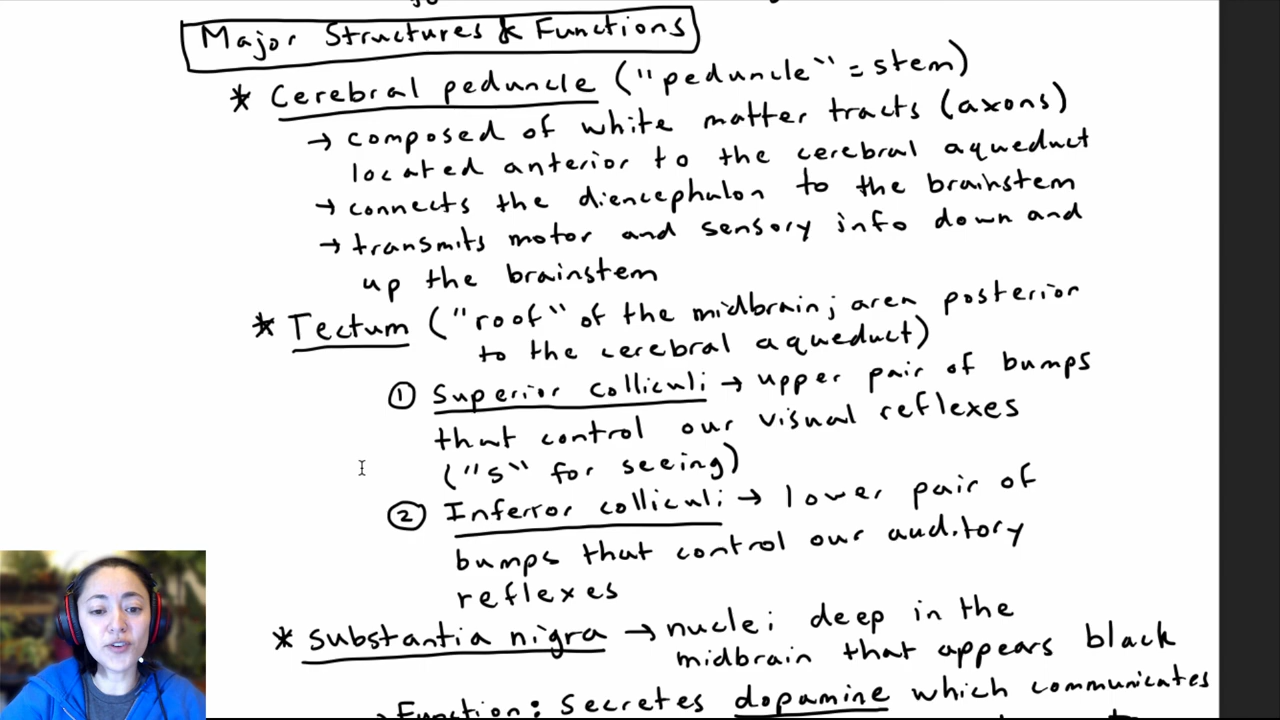 Major Structures & Functions
* Cerebral peduncle ("peduncle" = stem)
→ composed of white matter tracts (axons)
located anterior to the cerebral aqueduct
→ connects the diencephalon to the brainstem
→ transmits motor and sensory info down and
up the brainstem
* Tectum ("roof" of the midbrain; area posterior
to the cerebral aqueduct)
① Superior colliculi → upper pair of bumps
that control our visual reflexes
("s" for seeing)
② Inferior colliculi → lower pair of
bumps that control our auditory
reflexes
* Substantia nigra → nuclei deep in the
midbrain that appears black
Function: Secretes dopamine which communicates